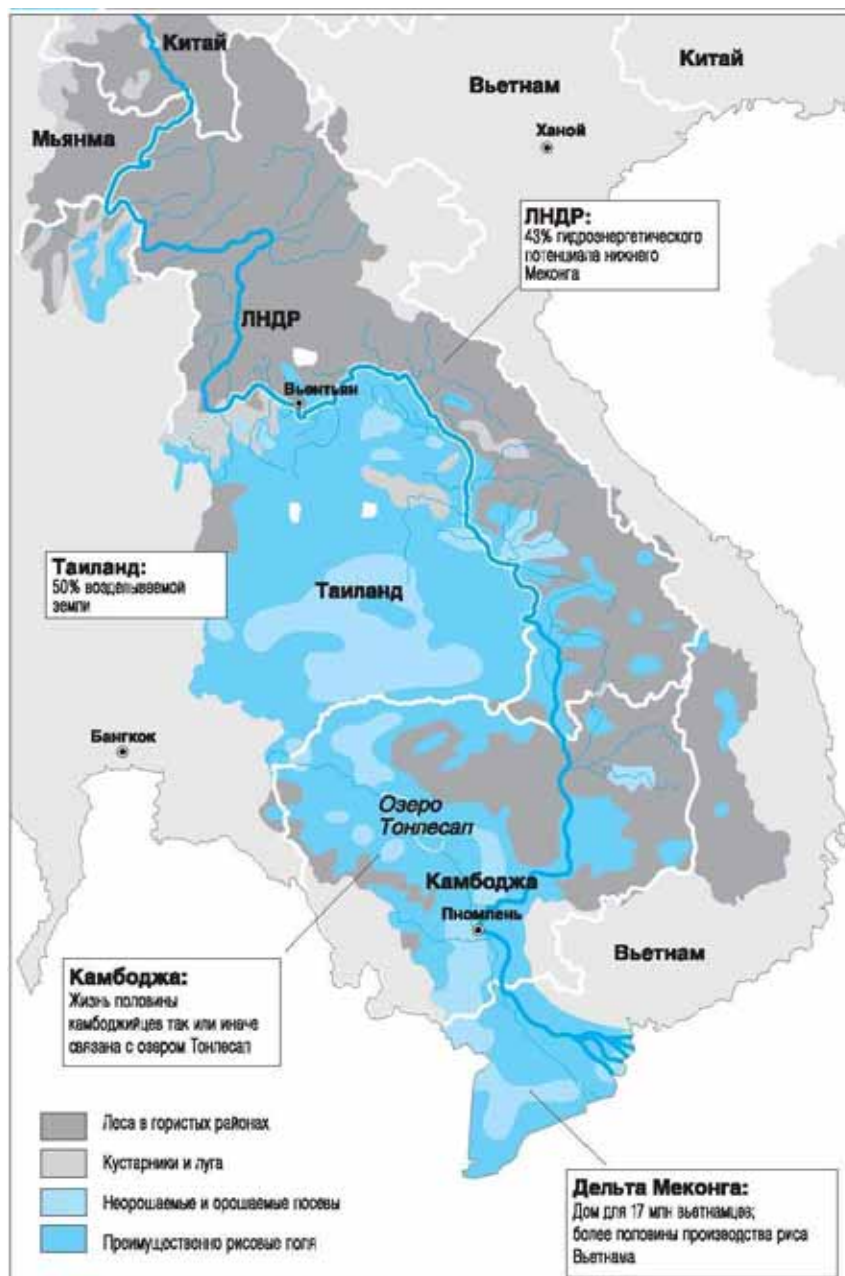 Китай
Китай
Вьетнам
Ханой
Мьянма
ЛНДР:
43% гидроэнергетического
потенциала нижнего
Меконга
ЛНДР
Вьентьян
Таиланд:
50% возделываемой
земли
Таиланд
Бангкок
Озеро
Тонлесап
Камбоджа
Пномпень
Вьетнам
Камбоджа:
Жизнь половины
камбоджийцев так или иначе
связана с озером Тонлесап
Леса в гористых районах
Кустарники и луга
Неорошаемые и орошаемые посевы
Преимущественно рисовые поля
Дельта Меконга:
Дом для 17 млн вьетнамцев;
более половины производства риса
Вьетнама